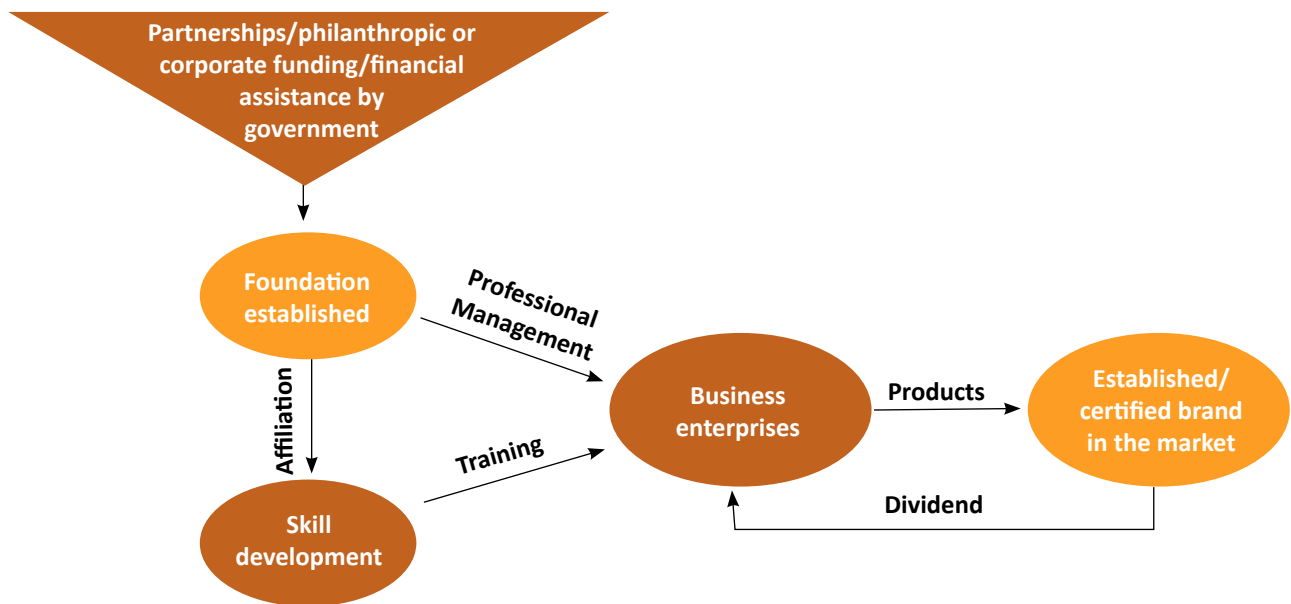 Partnerships/philanthropic or
corporate funding/financial
assistance by
government
Foundation
established
Professional
Management
Affiliation
Business
enterprises
Products
Established/
certified brand
in the market
Training
Dividend
Skill
development